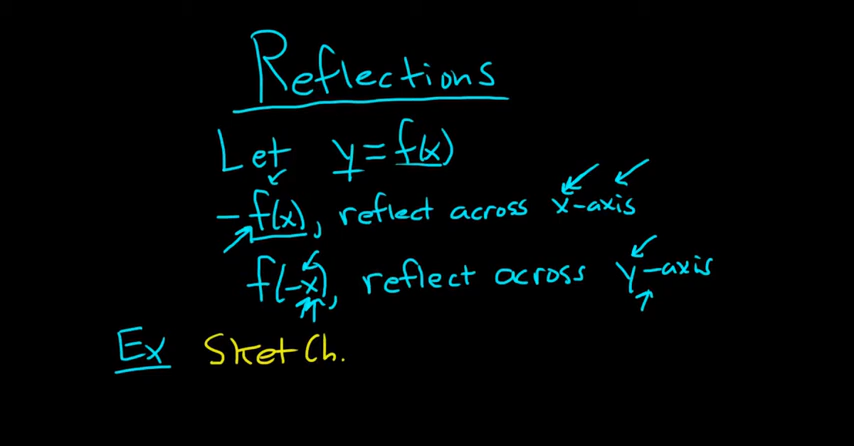 Reflections
Let y = f(x)
- f(x), reflect across x-axis
f(-x), reflect across y-axis
Ex Sketch.